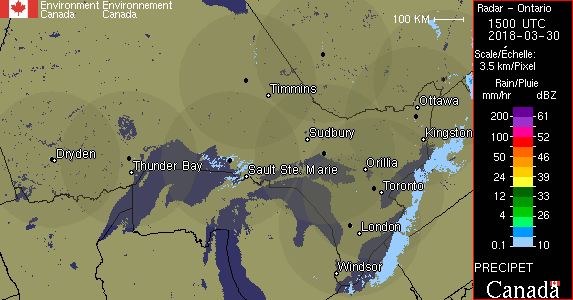 Environment Environnement
Canada Canada
100 KM
Timmins
Ottawa
Sudbury
Kingston
Dryden
Thunder Bay
Sault Ste. Marie
Orillia
Toronto
London
Windsor
Radar - Ontario
1500 UTC
2018-03-30
Scale/Échelle:
3.5 km/Pixel
Rain/Pluie
mm/hr dBZ
200 61
100 52
50 46
24 39
12 33
4 26
0.1 10
PRECIPET
Canada